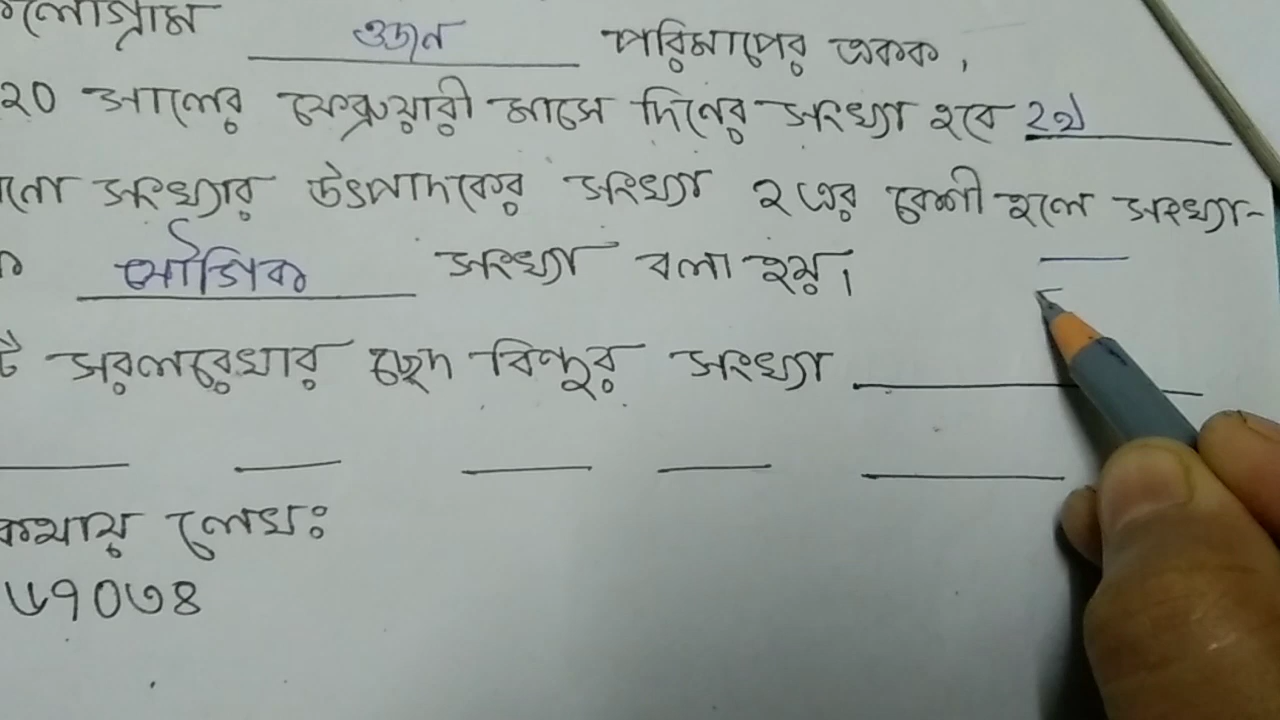 লোগ্রাম ওজন পরিমাপের একক,
২০ সালের ফেব্রুয়ারী মাসে দিনের সংখ্যা হবে ২৯
নো সংখ্যার উৎপাদকের সংখ্যা ২ এর বেশী হলে সংখ্যা-
যৌগিক সংখ্যা বলা হয়।
টি সরলরেখার ছেদ বিন্দুর সংখ্যা
কথায় লেখঃ
৬৭০৩৪